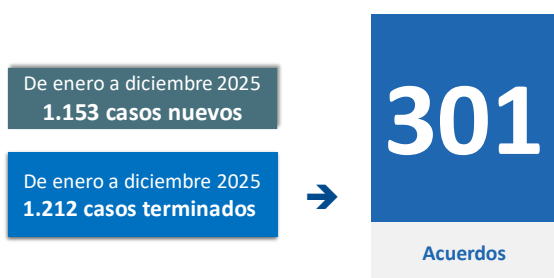 De enero a diciembre 2025
1.153 casos nuevos
De enero a diciembre 2025
1.212 casos terminados
301
Acuerdos